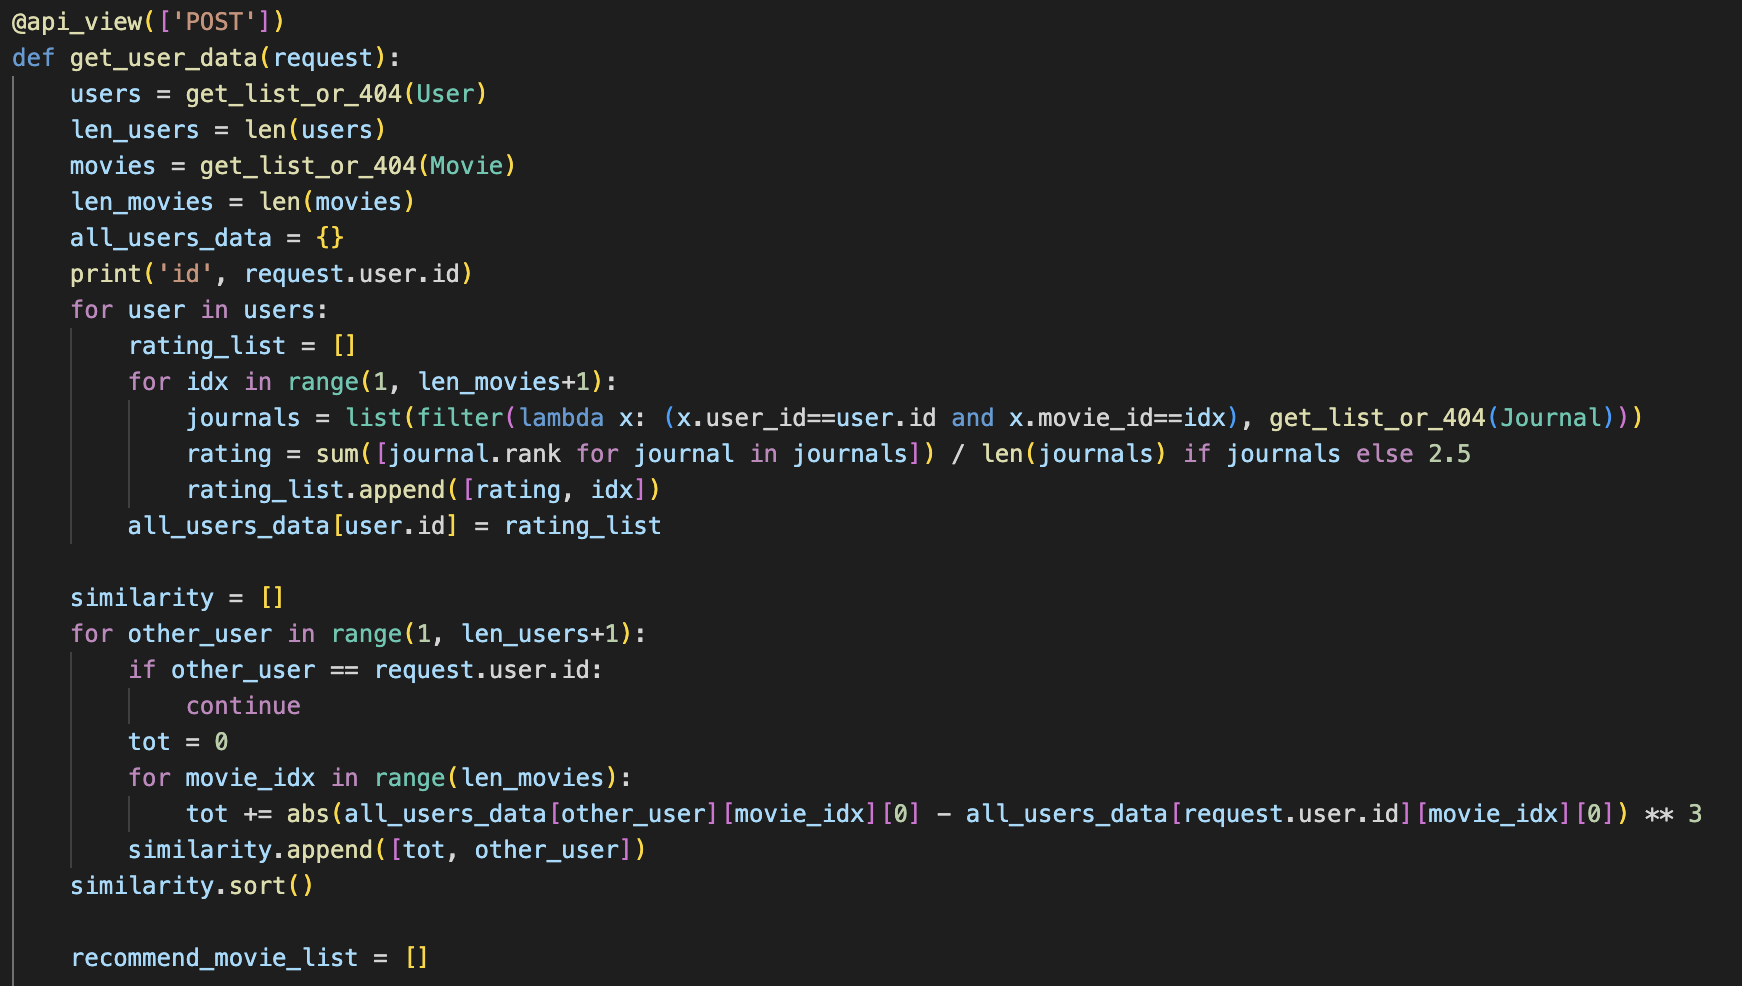 @api_view(['POST'])
def get_user_data(request):
    users = get_list_or_404(User)
    len_users = len(users)
    movies = get_list_or_404(Movie)
    len_movies = len(movies)
    all_users_data = {}
    print('id', request.user.id)
    for user in users:
        rating_list = []
        for idx in range(1, len_movies+1):
            journals = list(filter(lambda x: (x.user_id==user.id and x.movie_id==idx), get_list_or_404(Journal)))
            rating = sum([journal.rank for journal in journals]) / len(journals) if journals else 2.5
            rating_list.append([rating, idx])
        all_users_data[user.id] = rating_list

    similarity = []
    for other_user in range(1, len_users+1):
        if other_user == request.user.id:
            continue
        tot = 0
        for movie_idx in range(len_movies):
            tot += abs(all_users_data[other_user][movie_idx][0] - all_users_data[request.user.id][movie_idx][0]) ** 3
        similarity.append([tot, other_user])
    similarity.sort()

    recommend_movie_list = []